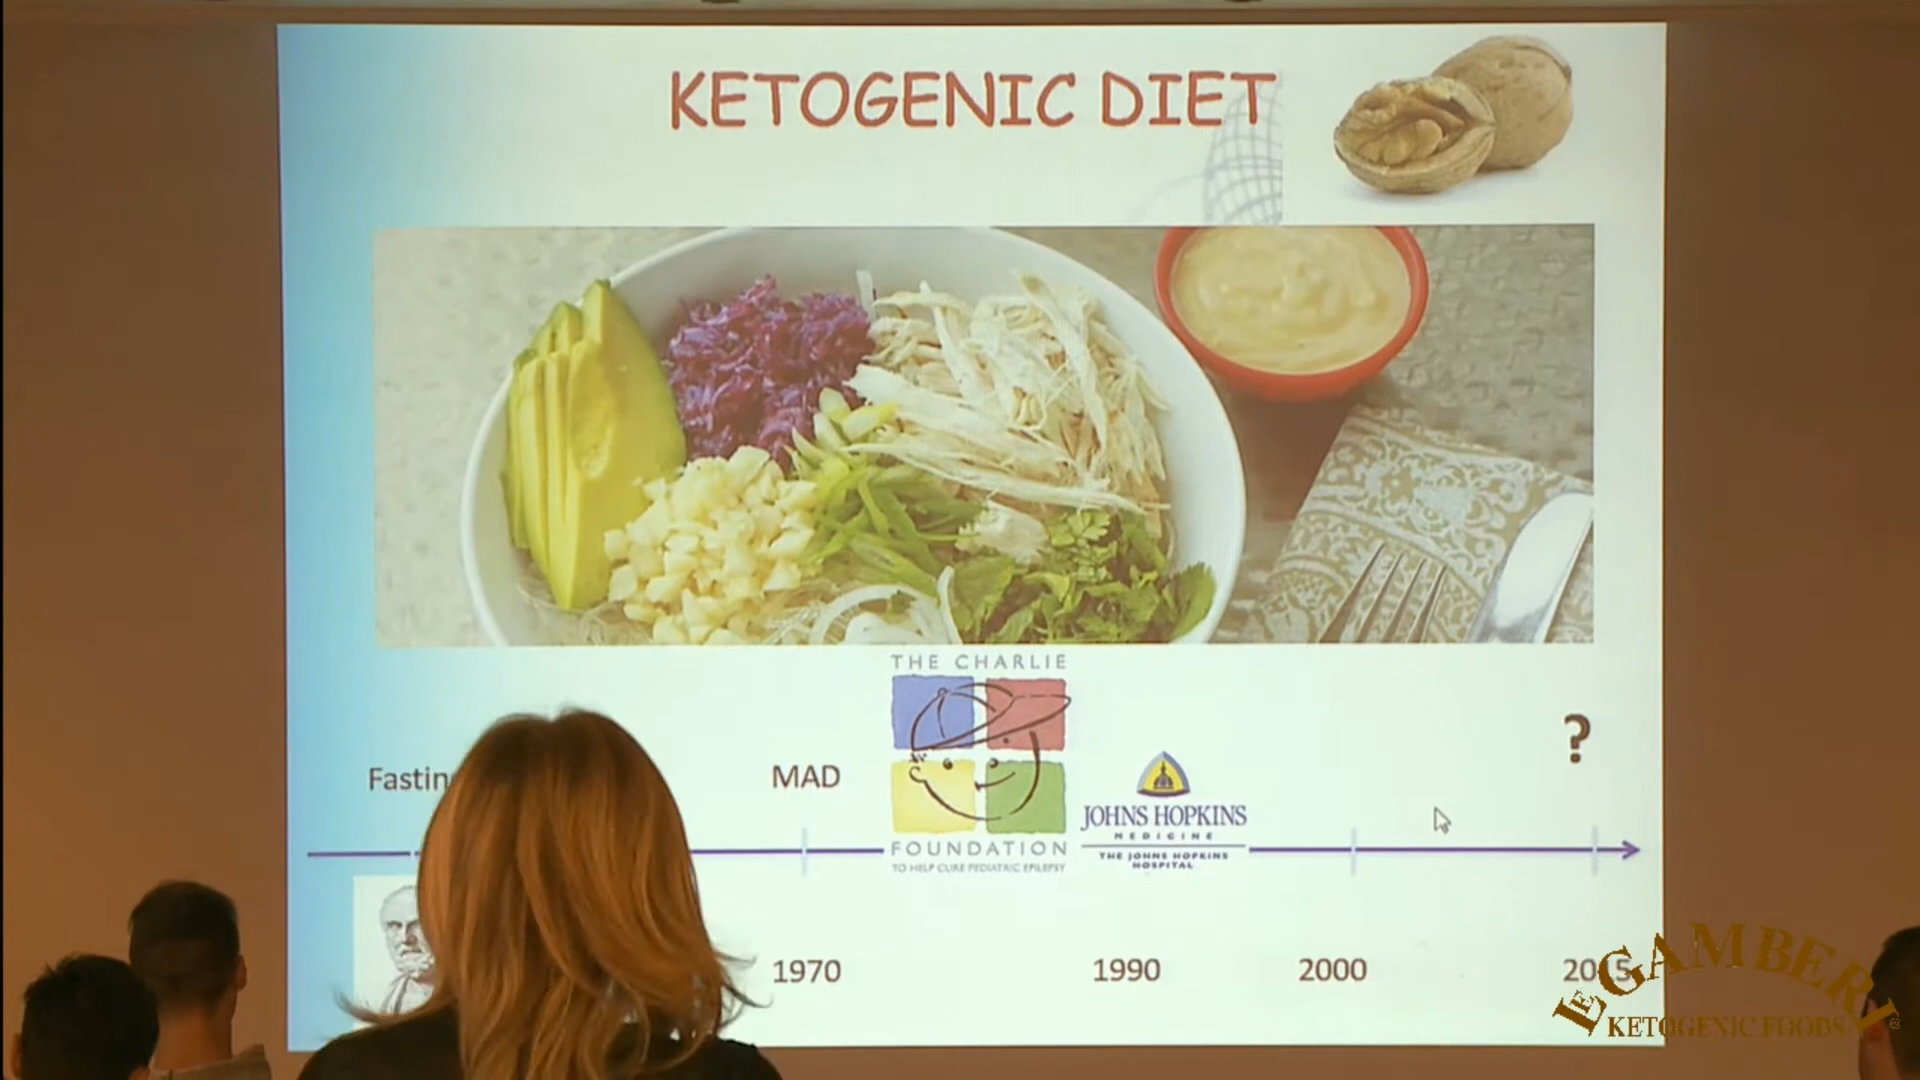 KETOGENIC DIET
THE CHARLIE
FOUNDATION
TO HELP CURE PEDIATRIC EPILEPSY
MAD
JOHNS HOPKINS
MEDICINE
THE JOHNS HOPKINS
HOSPITAL
?
1970
1990
2000
LE GAMBERI
KETOGENIC FOODS